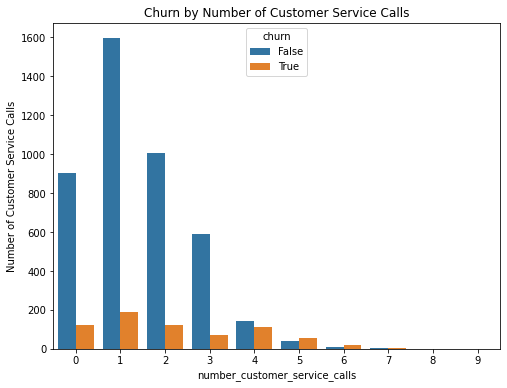 Churn by Number of Customer Service Calls
churn
False
True
Number of Customer Service Calls
1600
1400
1200
1000
800
600
400
200
0
0 1 2 3 4 5 6 7 8 9
number_customer_service_calls